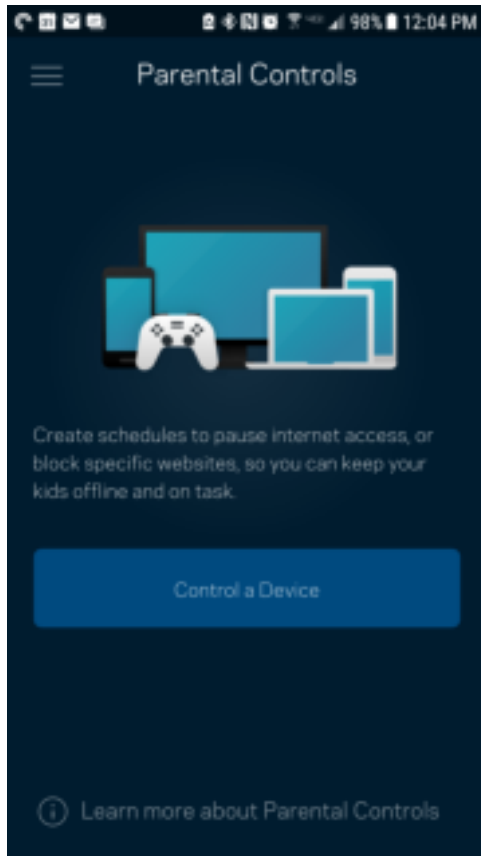 98% 12:04 PM
Parental Controls
Create schedules to pause internet access, or
block specific websites, so you can keep your
kids offline and on task.
Control a Device
Learn more about Parental Controls